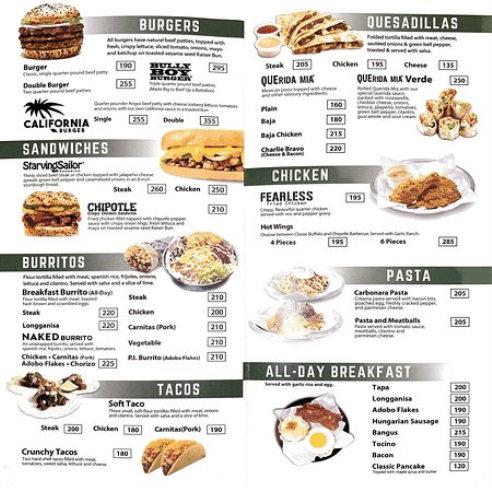 BURGERS
All burgers have natural beef patties, topped with
fresh, crispy lettuce, sliced tomato, onions, mayo
and ketchup on toasted sesame seed Kaiser Bun.
Burger 190
Classic, single quarter pound beef patty
Double Burger 255
Two quarter pound beef patties
BULLY BOY BURGER 295
Triple quarter pound beef patties,
(Made by Big to Beef Up a Battalion)
CALIFORNIA BURGER
Quarter pounder Angus beef patty with cheese, iceberg lettuce, tomatoes
and onions, with our own California sauce in a toasted bun
Single 255 Double 355
SANDWICHES
Starving Sailor
Thinly sliced beef steak or chicken topped with jalapeño cheese
spread, green bell pepper and caramelized onions in an 8 inch
sourdough bread.
Steak 260 Chicken 250
CHIPOTLE 210
Crispy Chicken Sandwich
Fried chicken fillet topped with chipotle pepper
sauce with crispy onion rings, fresh lettuce and
mayo on toasted sesame seed Kaiser Bun.
BURRITOS
Flour tortilla filled with meat, spanish rice, frijoles, onions,
lettuce and cilantro. Served with salsa and a slice of lime.
Breakfast Burrito (All-Day)
Flour tortilla filled with meat, toasted
hash brown and scrambled eggs.
Steak 220
Longganisa 220
NAKED BURRITO
An unwrapped burrito, served
with spanish rice, frijoles, onions, lettuce, tomatoes.
Chicken • Carnitas (Pork)
Adobo Flakes • Chorizo 225
Steak 210
Chicken 200
Carnitas (Pork) 210
Vegetable 210
P.I. Burrito (Adobo Flakes) 210
TACOS
Soft Taco
Three small, soft flour tortillas filled with meat, onions
and cilantro. Served with salsa and a slice of lime.
Steak 200 Chicken 180 Carnitas(Pork) 190
Crunchy Tacos 180
Two hard shell tacos filled with meat,
tomatoes, sweet salsa, lettuce and cheese.
QUESADILLAS
Folded tortilla filled with meat, cheese,
sautéed onions & green bell pepper,
toasted & served with salsa.
Steak 205 Chicken 195 Cheese 135
QUERIDA MIA
Mexican pizza topped with cheese
and other savoury ingredients.
Plain 160
Baja 180
Baja Chicken 215
Charlie Bravo 220
(Cheese & Bacon)
QUERIDA MIA Verde 250
Rolled Querida Mia with our
special Querida sauce,
packed with mozzarella,
cheddar cheese, onions,
lettuce, jalapeño, tomatoes,
green bell pepper, cilantro,
guacamole and sour cream.
CHICKEN
FEARLESS 195
Fried Chicken
Crispy, flavourful quarter chicken
served with rice and pepper gravy.
Hot Wings
Choose between Classic Buffalo and Chipotle Barbecue. Served with Garlic Ranch.
4 Pieces 195 6 Pieces 285
PASTA
Carbonara Pasta 205
Creamy pasta served with bacon bits,
poached egg, freshly cracked pepper,
and parmesan cheese.
Pasta and Meatballs 205
Pasta served with tomato sauce,
meatballs, cilantro and
parmesan cheese.
ALL-DAY BREAKFAST
Served with garlic rice and egg.
Tapa 200
Longganisa 200
Adobo Flakes 190
Hungarian Sausage 190
Bangus 215
Tocino 190
Bacon 190
Classic Pancake 120
Topped with maple syrup and butter